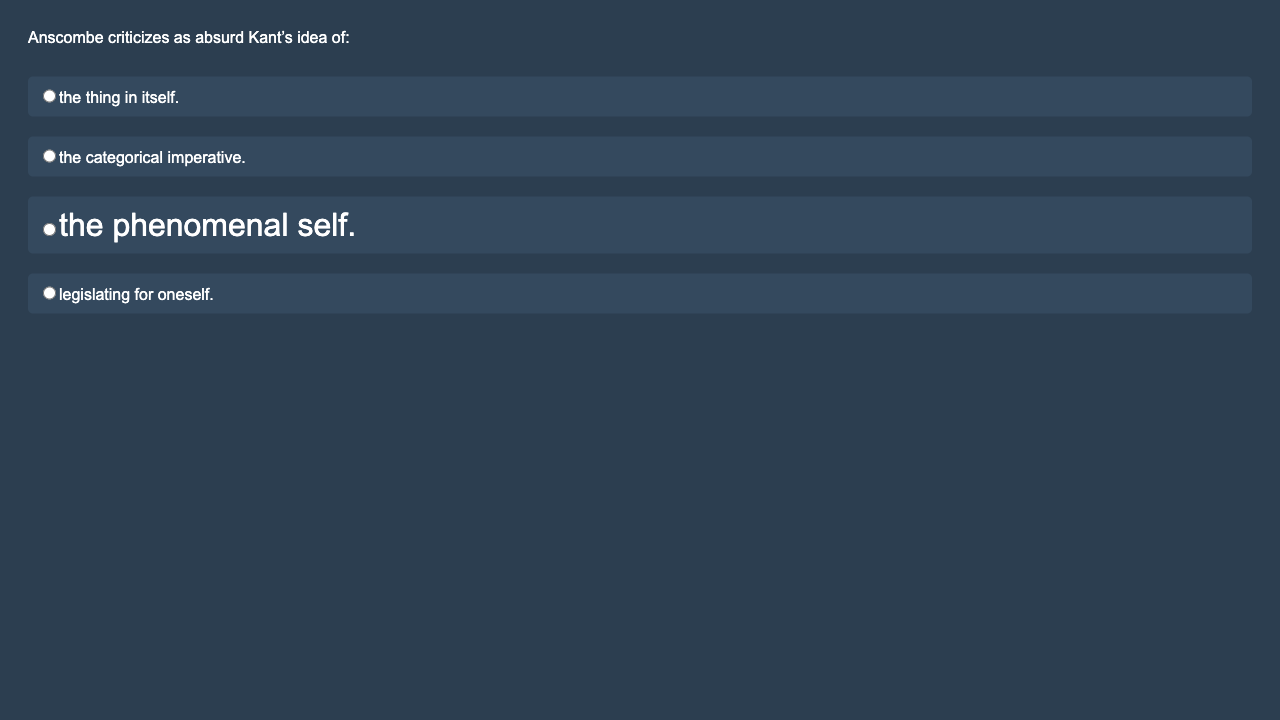 Anscombe criticizes as absurd Kant’s idea of:
the thing in itself.
the categorical imperative.
the phenomenal self.
legislating for oneself.